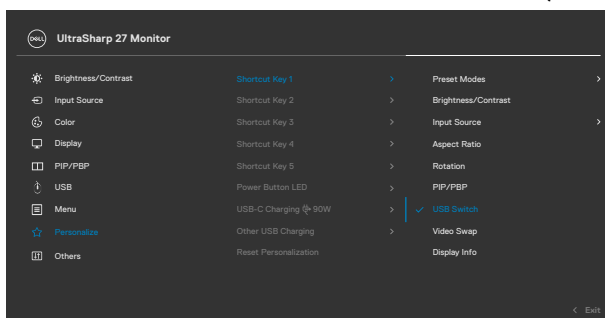 DELL UltraSharp 27 Monitor
Brightness/Contrast
Input Source
Color
Display
PIP/PBP
USB
Menu
Personalize
Others
Shortcut Key 1
Shortcut Key 2
Shortcut Key 3
Shortcut Key 4
Shortcut Key 5
Power Button LED
USB-C Charging 90W
Other USB Charging
Reset Personalization
Preset Modes
Brightness/Contrast
Input Source
Aspect Ratio
Rotation
PIP/PBP
USB Switch
Video Swap
Display Info
Exit